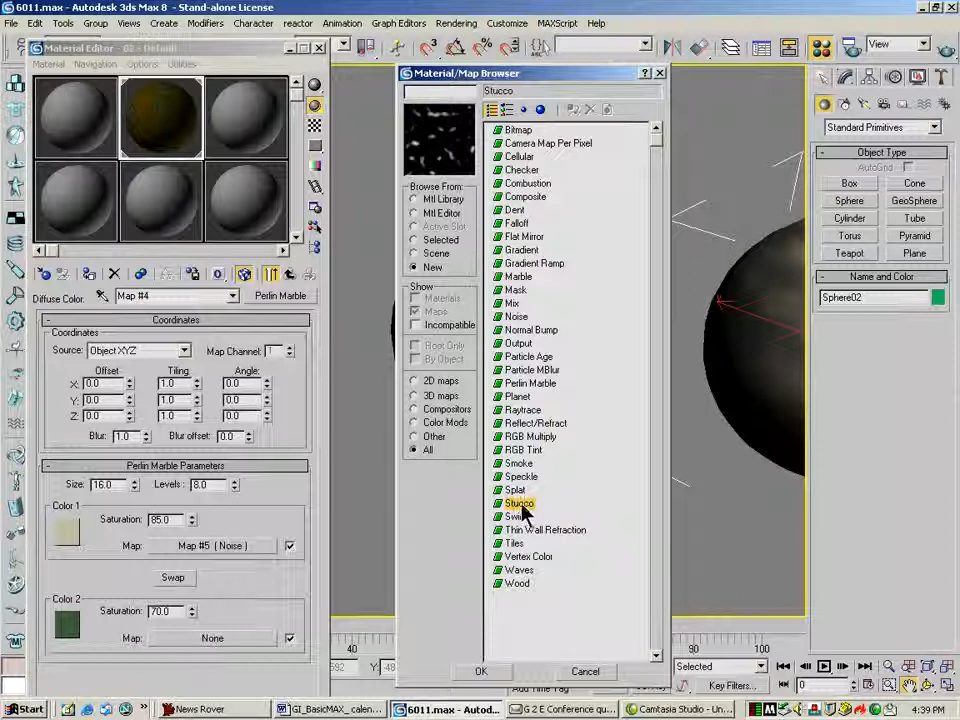 6011.max - Autodesk 3ds Max 8 - Stand-alone License
File Edit Tools Group Views Create Modifiers Character reactor Animation Graph Editors Rendering Customize MAXScript Help
View
Material Editor - 02 - Default
Material Navigation Options Utilities
Diffuse Color: Map #4 Perlin Marble
- Coordinates
Coordinates
Source: Object XYZ Map Channel: 1
Offset Tiling Angle:
X: 0.0 1.0 0.0
Y: 0.0 1.0 0.0
Z: 0.0 1.0 0.0
Blur: 1.0 Blur offset: 0.0
- Perlin Marble Parameters
Size: 16.0 Levels: 8.0
Color 1
Saturation: 85.0
Map: Map #5 ( Noise )
Swap
Color 2
Saturation: 70.0
Map: None
Material/Map Browser
Stucco
Browse From:
Mtl Library
Mtl Editor
Active Slot
Selected
Scene
New
Show
Materials
Maps
Incompatible
Root Only
By Object
2D maps
3D maps
Compositors
Color Mods
Other
All
Bitmap
Camera Map Per Pixel
Cellular
Checker
Combustion
Composite
Dent
Falloff
Flat Mirror
Gradient
Gradient Ramp
Marble
Mask
Mix
Noise
Normal Bump
Output
Particle Age
Particle MBlur
Perlin Marble
Planet
Raytrace
Reflect/Refract
RGB Multiply
RGB Tint
Smoke
Speckle
Splat
Stucco
Thin Wall Refraction
Tiles
Vertex Color
Waves
Wood
OK Cancel
Standard Primitives
- Object Type
AutoGrid
Box Cone
Sphere GeoSphere
Cylinder Tube
Torus Pyramid
Teapot Plane
- Name and Color
Sphere02
40 90 100
592 Y: Selected
Add Time Tag Key Filters... 0
Start News Rover GI_BasicMAX_calen... 6011.max - Autod... G 2 E Conference qu... Camtasia Studio - Un... 4:39 PM